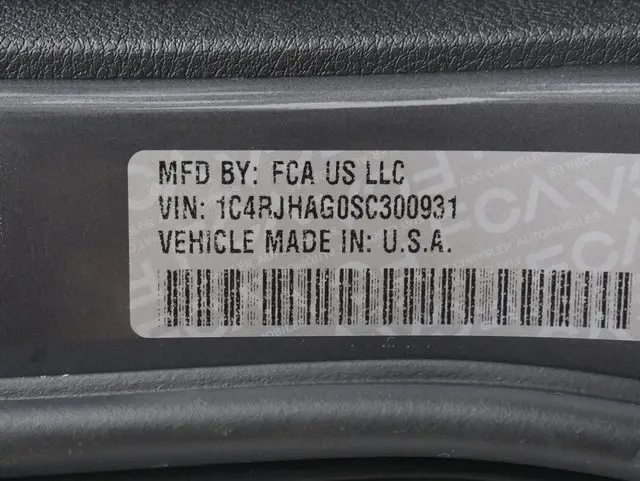 MFD BY: FCA US LLC
VIN: 1C4RJHAG0SC300931
VEHICLE MADE IN: U.S.A.